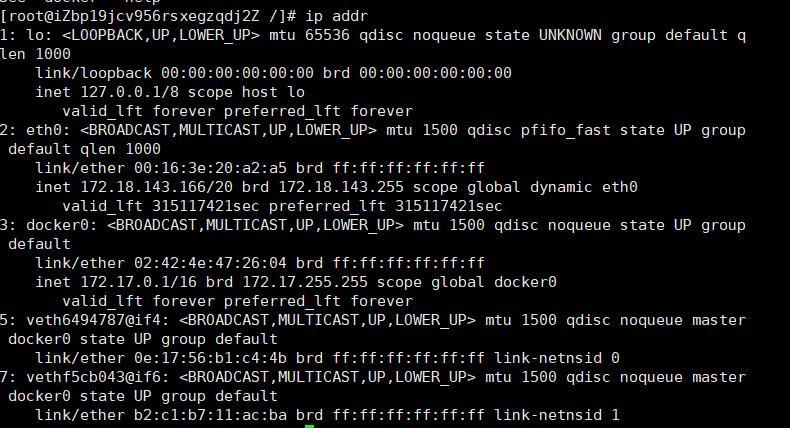 [root@iZbp19jcv956rsxegzqdj2Z /]# ip addr
1: lo: <LOOPBACK,UP,LOWER_UP> mtu 65536 qdisc noqueue state UNKNOWN group default q
len 1000
    link/loopback 00:00:00:00:00:00 brd 00:00:00:00:00:00
    inet 127.0.0.1/8 scope host lo
       valid_lft forever preferred_lft forever
2: eth0: <BROADCAST,MULTICAST,UP,LOWER_UP> mtu 1500 qdisc pfifo_fast state UP group
 default qlen 1000
    link/ether 00:16:3e:20:a2:a5 brd ff:ff:ff:ff:ff:ff
    inet 172.18.143.166/20 brd 172.18.143.255 scope global dynamic eth0
       valid_lft 315117421sec preferred_lft 315117421sec
3: docker0: <BROADCAST,MULTICAST,UP,LOWER_UP> mtu 1500 qdisc noqueue state UP group
 default
    link/ether 02:42:4e:47:26:04 brd ff:ff:ff:ff:ff:ff
    inet 172.17.0.1/16 brd 172.17.255.255 scope global docker0
       valid_lft forever preferred_lft forever
5: veth6494787@if4: <BROADCAST,MULTICAST,UP,LOWER_UP> mtu 1500 qdisc noqueue master
 docker0 state UP group default
    link/ether 0e:17:56:b1:c4:4b brd ff:ff:ff:ff:ff:ff link-netnsid 0
7: vethf5cb043@if6: <BROADCAST,MULTICAST,UP,LOWER_UP> mtu 1500 qdisc noqueue master
 docker0 state UP group default
    link/ether b2:c1:b7:11:ac:ba brd ff:ff:ff:ff:ff:ff link-netnsid 1